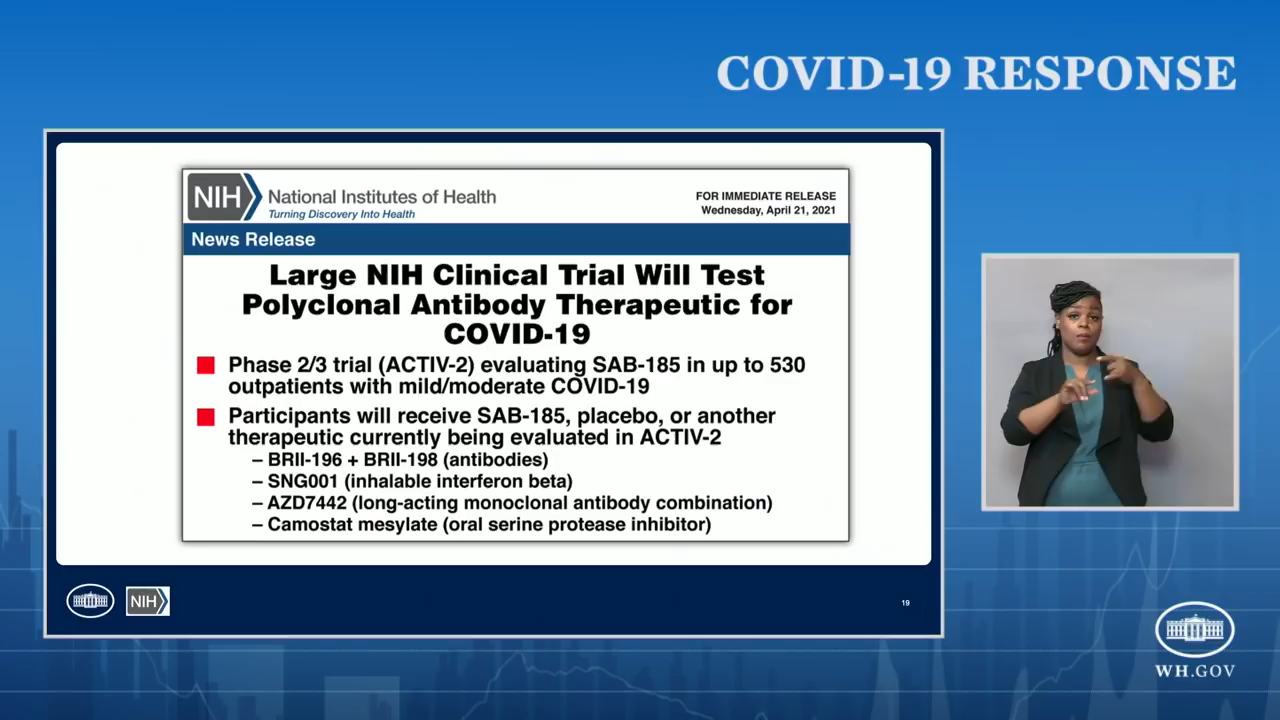 COVID-19 RESPONSE
NIH
National Institutes of Health
Turning Discovery Into Health
FOR IMMEDIATE RELEASE
Wednesday, April 21, 2021
News Release
Large NIH Clinical Trial Will Test
Polyclonal Antibody Therapeutic for
COVID-19
Phase 2/3 trial (ACTIV-2) evaluating SAB-185 in up to 530
outpatients with mild/moderate COVID-19
Participants will receive SAB-185, placebo, or another
therapeutic currently being evaluated in ACTIV-2
– BRII-196 + BRII-198 (antibodies)
– SNG001 (inhalable interferon beta)
– AZD7442 (long-acting monoclonal antibody combination)
– Camostat mesylate (oral serine protease inhibitor)
NIH
19
WH.GOV